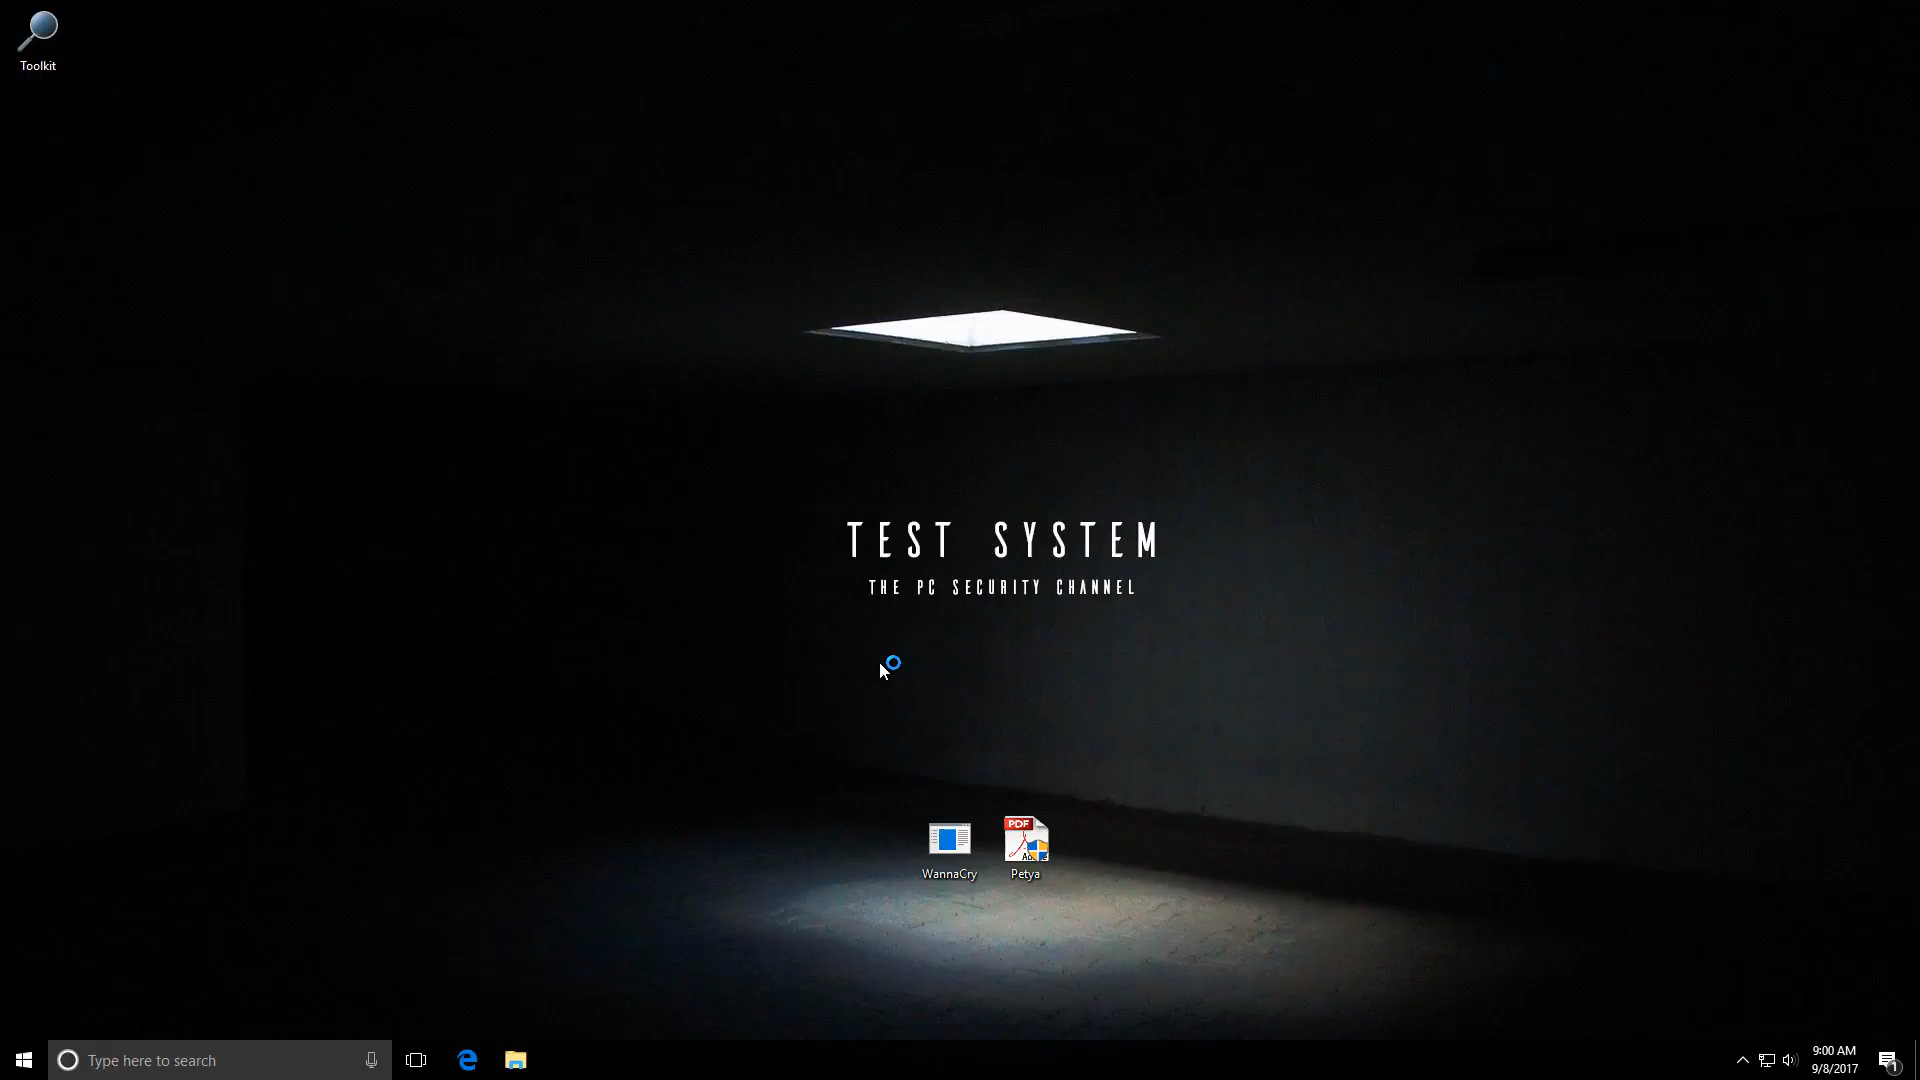 Toolkit
TEST SYSTEM
THE PC SECURITY CHANNEL
PDF
WannaCry
Petya
Type here to search
9:00 AM
9/8/2017
1